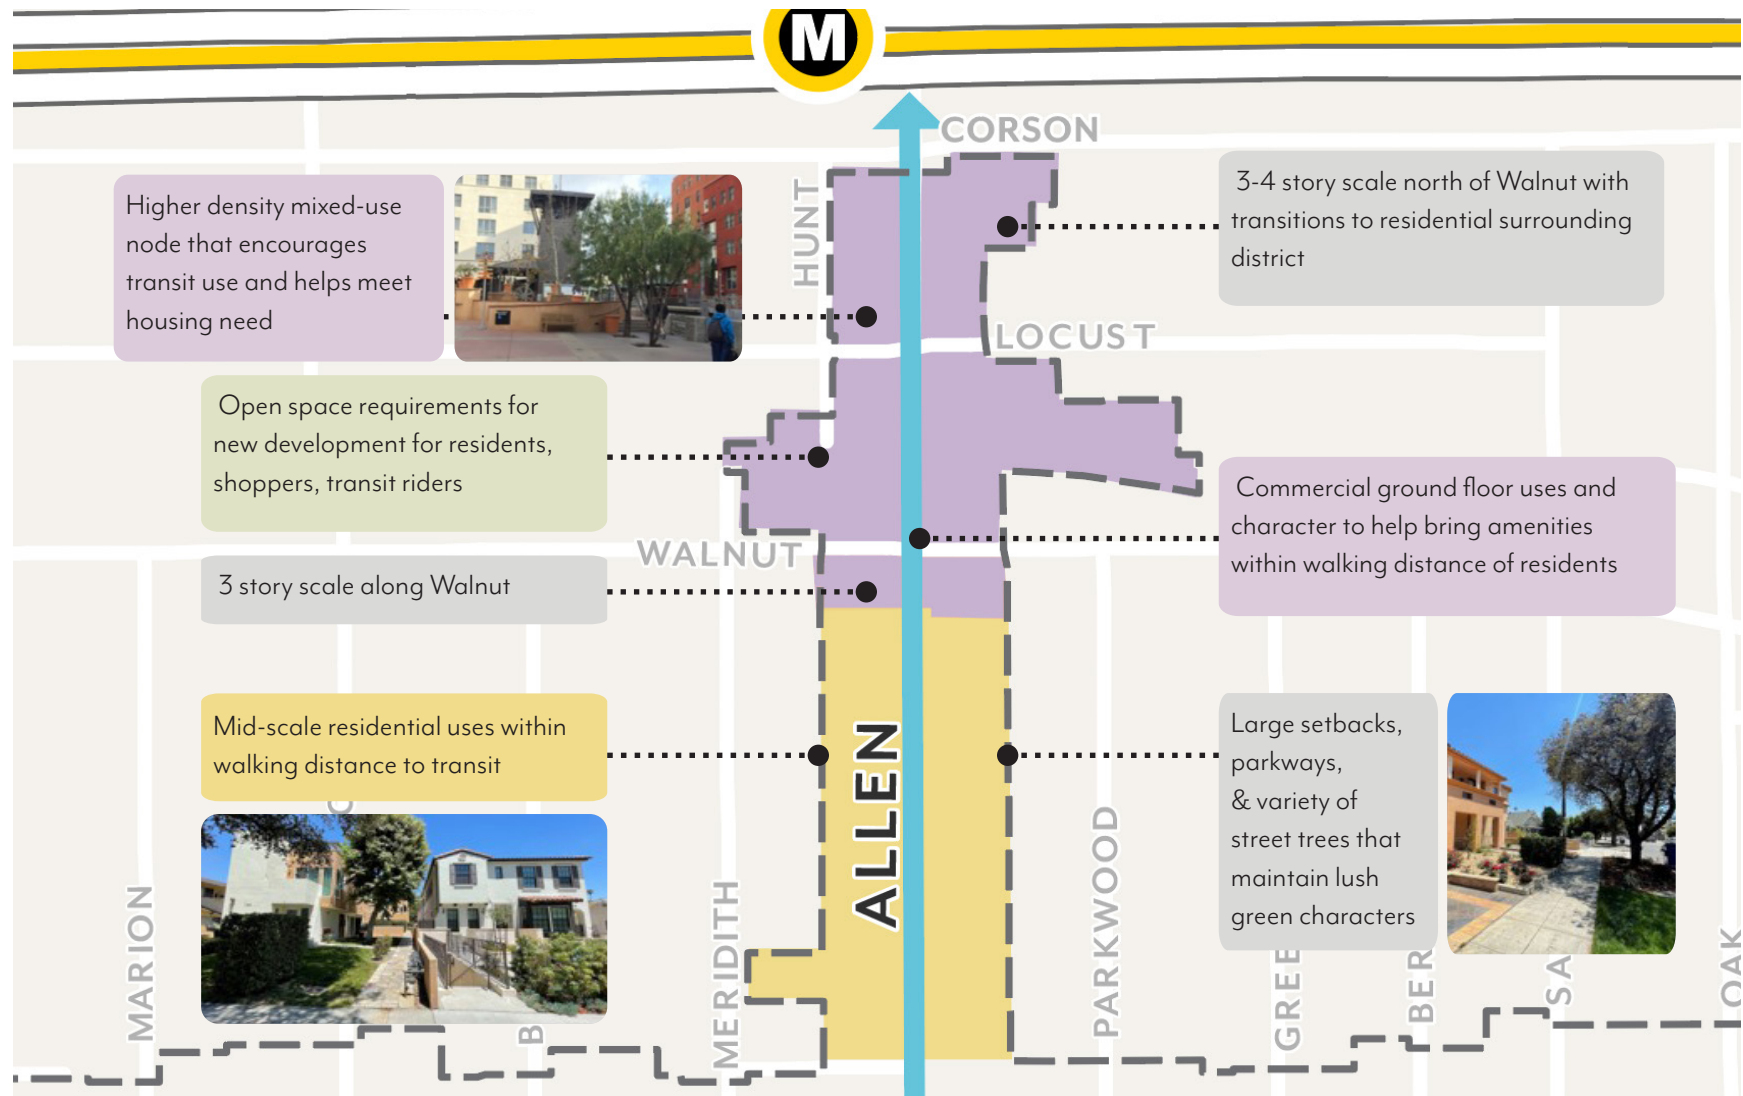 M
CORSON
HUNT
Higher density mixed-use
node that encourages
transit use and helps meet
housing need
3-4 story scale north of Walnut with
transitions to residential surrounding
district
LOCUST
Open space requirements for
new development for residents,
shoppers, transit riders
Commercial ground floor uses and
character to help bring amenities
within walking distance of residents
WALNUT
3 story scale along Walnut
Mid-scale residential uses within
walking distance to transit
ALLEN
Large setbacks,
parkways,
& variety of
street trees that
maintain lush
green characters
MARION
B
MERIDITH
PARKWOOD
GREE
BER
SA
OAK